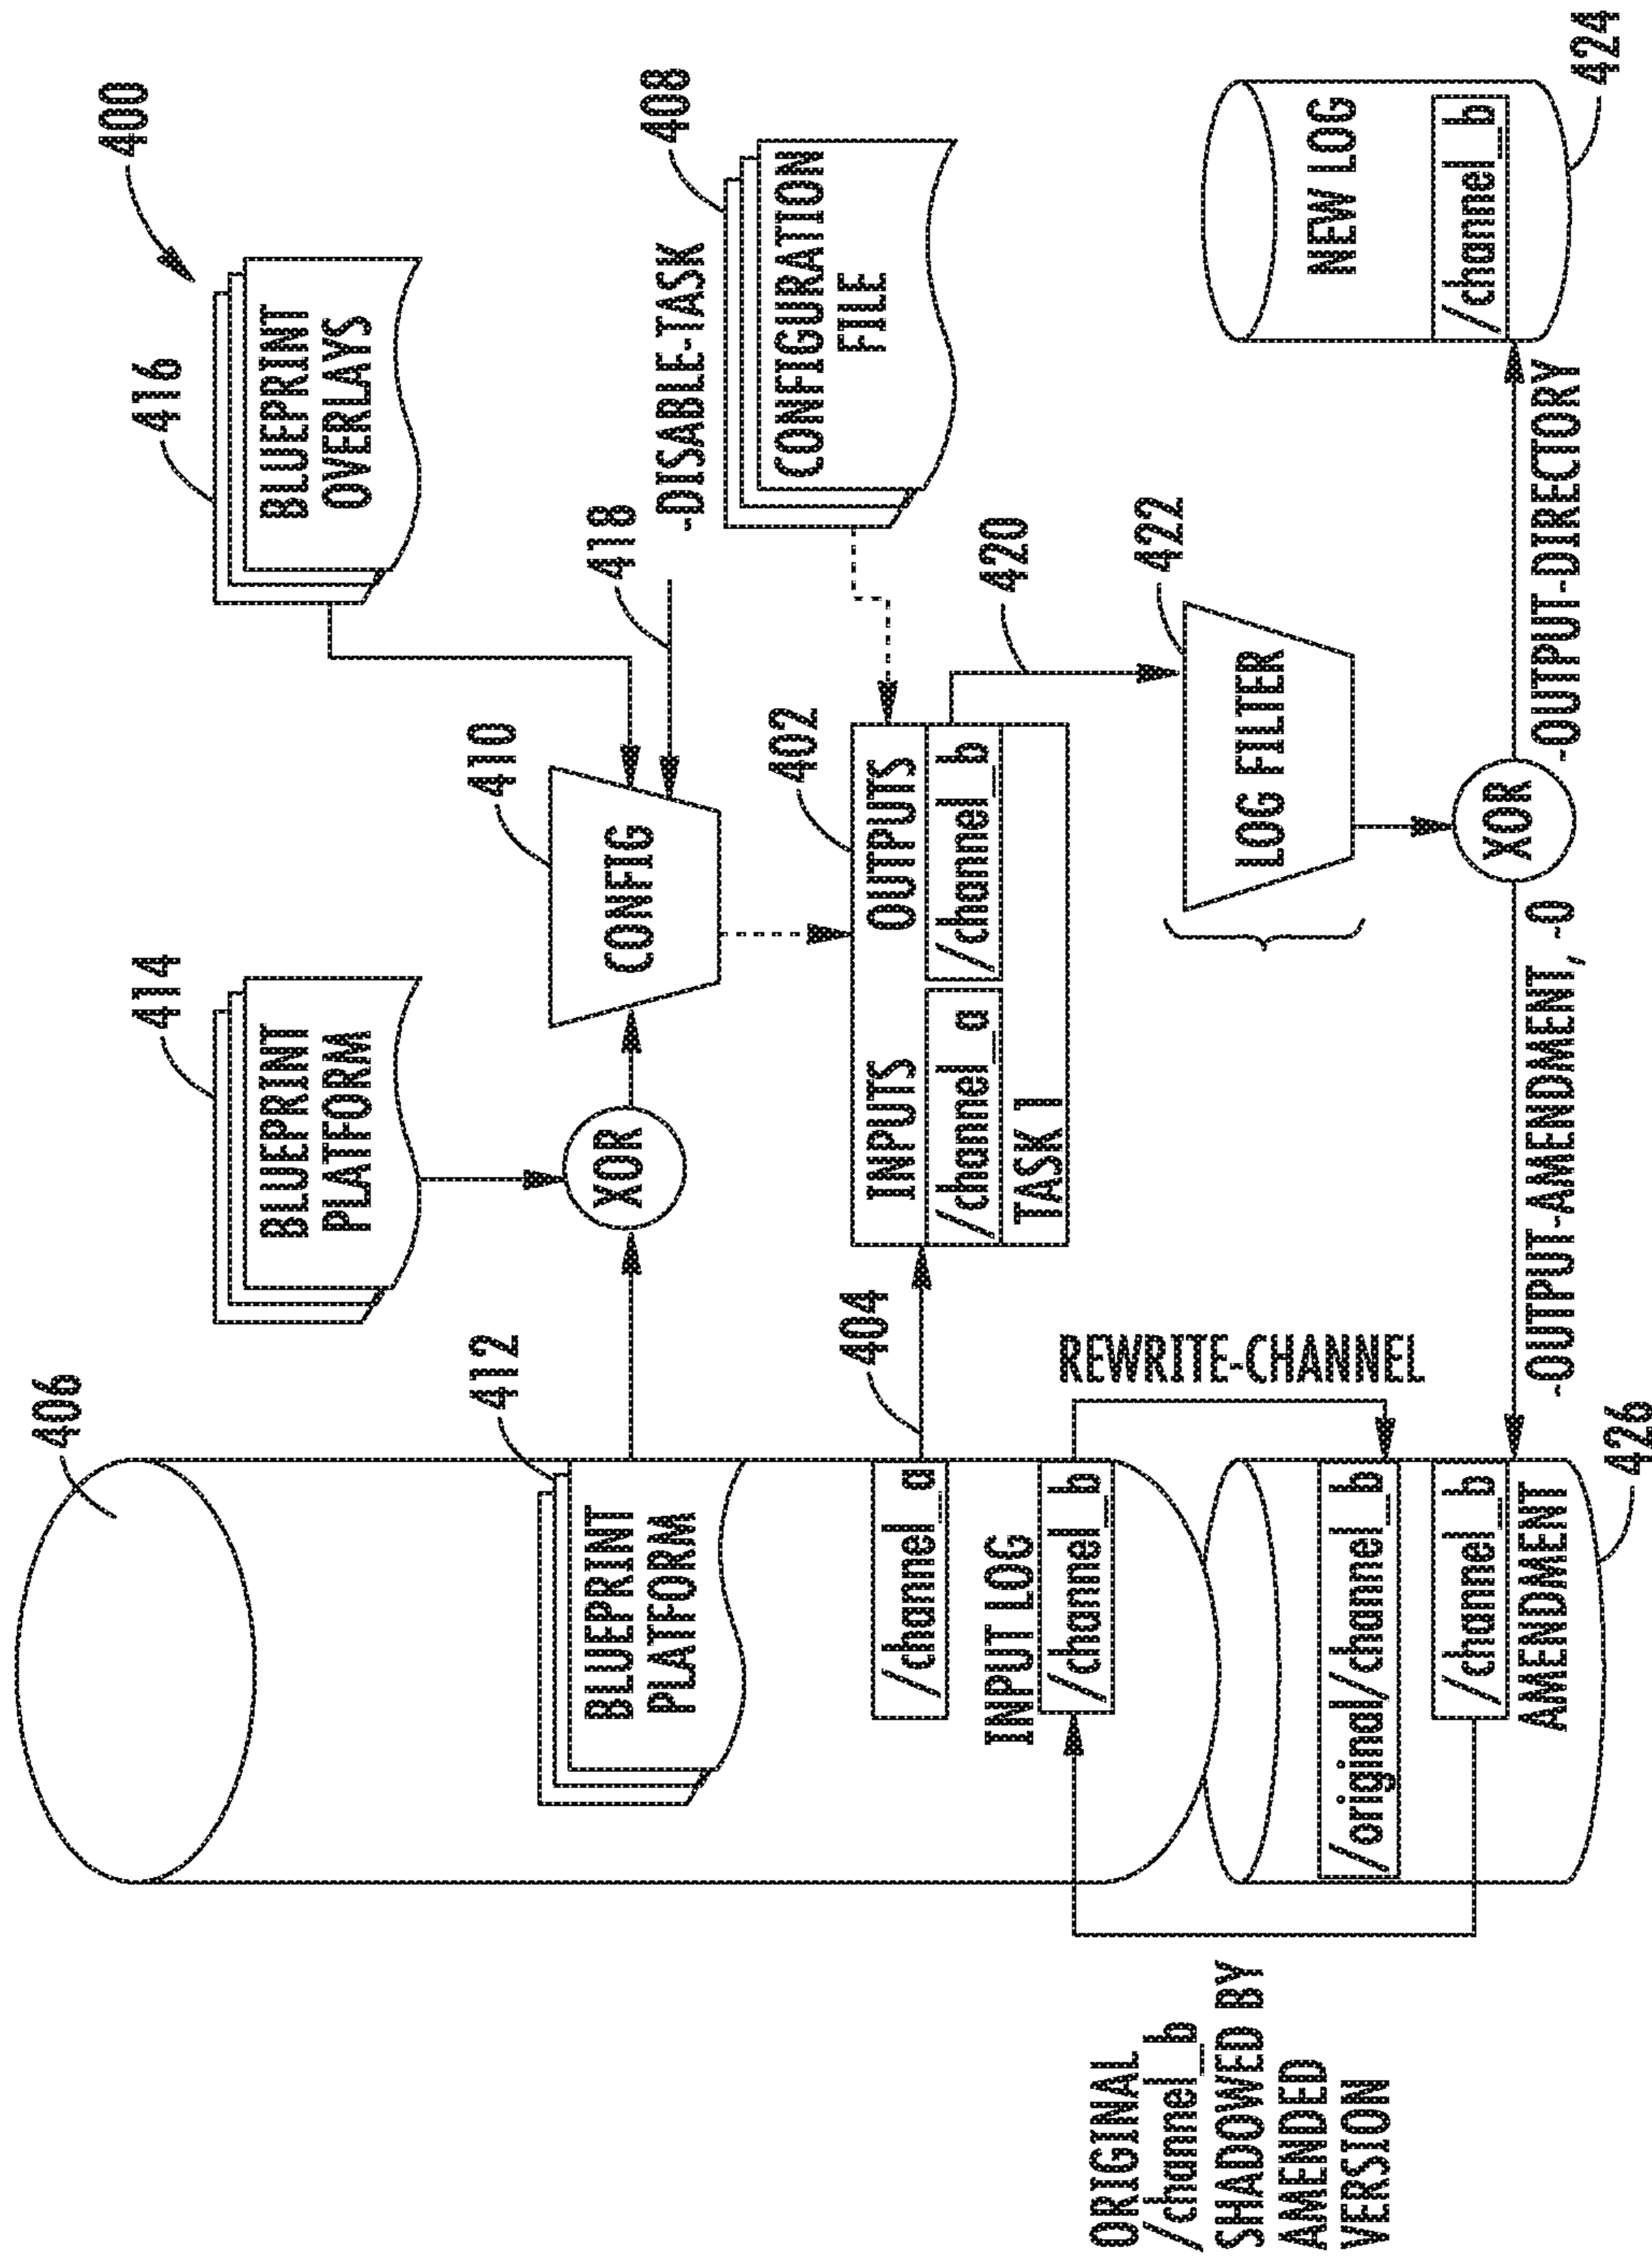 400
406
412
BLUEPRINT
PLATFORM
414
BLUEPRINT
PLATFORM
416
BLUEPRINT
OVERLAYS
XOR
410
CONFIG
418
-DISABLE-TASK
408
CONFIGURATION
FILE
/channel_a
404
402
INPUTS
OUTPUTS
/channel_a
/channel_b
TASK 1
INPUT LOG
/channel_b
REWRITE-CHANNEL
420
422
LOG FILTER
ORIGINAL
/channel_b
SHADOWED BY
AMENDED
VERSION
/original/channel_b
/channel_b
AMENDMENT
426
-OUTPUT-AMENDMENT, -O
XOR
-OUTPUT-DIRECTORY
NEW LOG
/channel_b
424